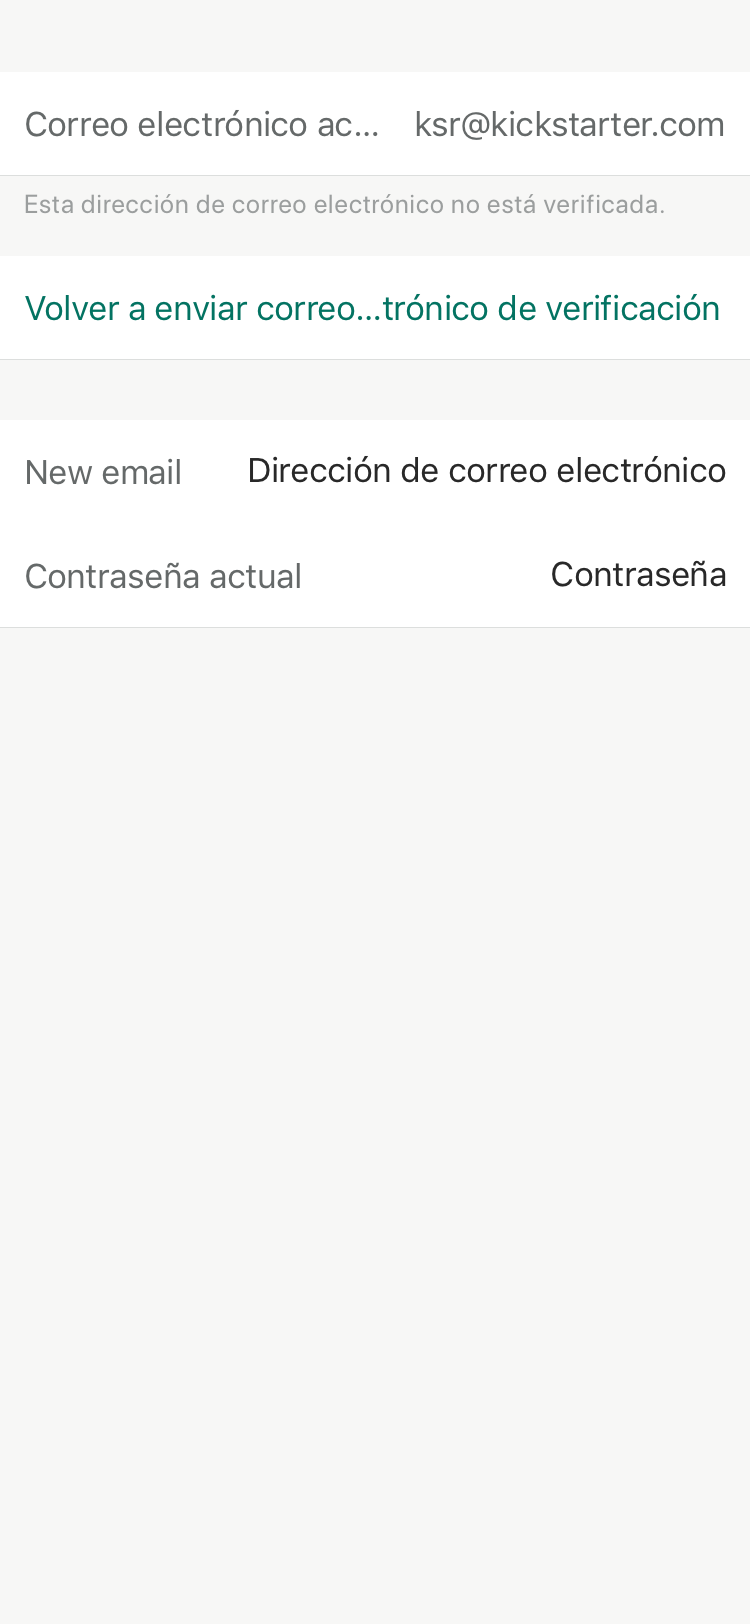 Correo electrónico ac... ksr@kickstarter.com
Esta dirección de correo electrónico no está verificada.
Volver a enviar correo...trónico de verificación
New email Dirección de correo electrónico
Contraseña actual Contraseña